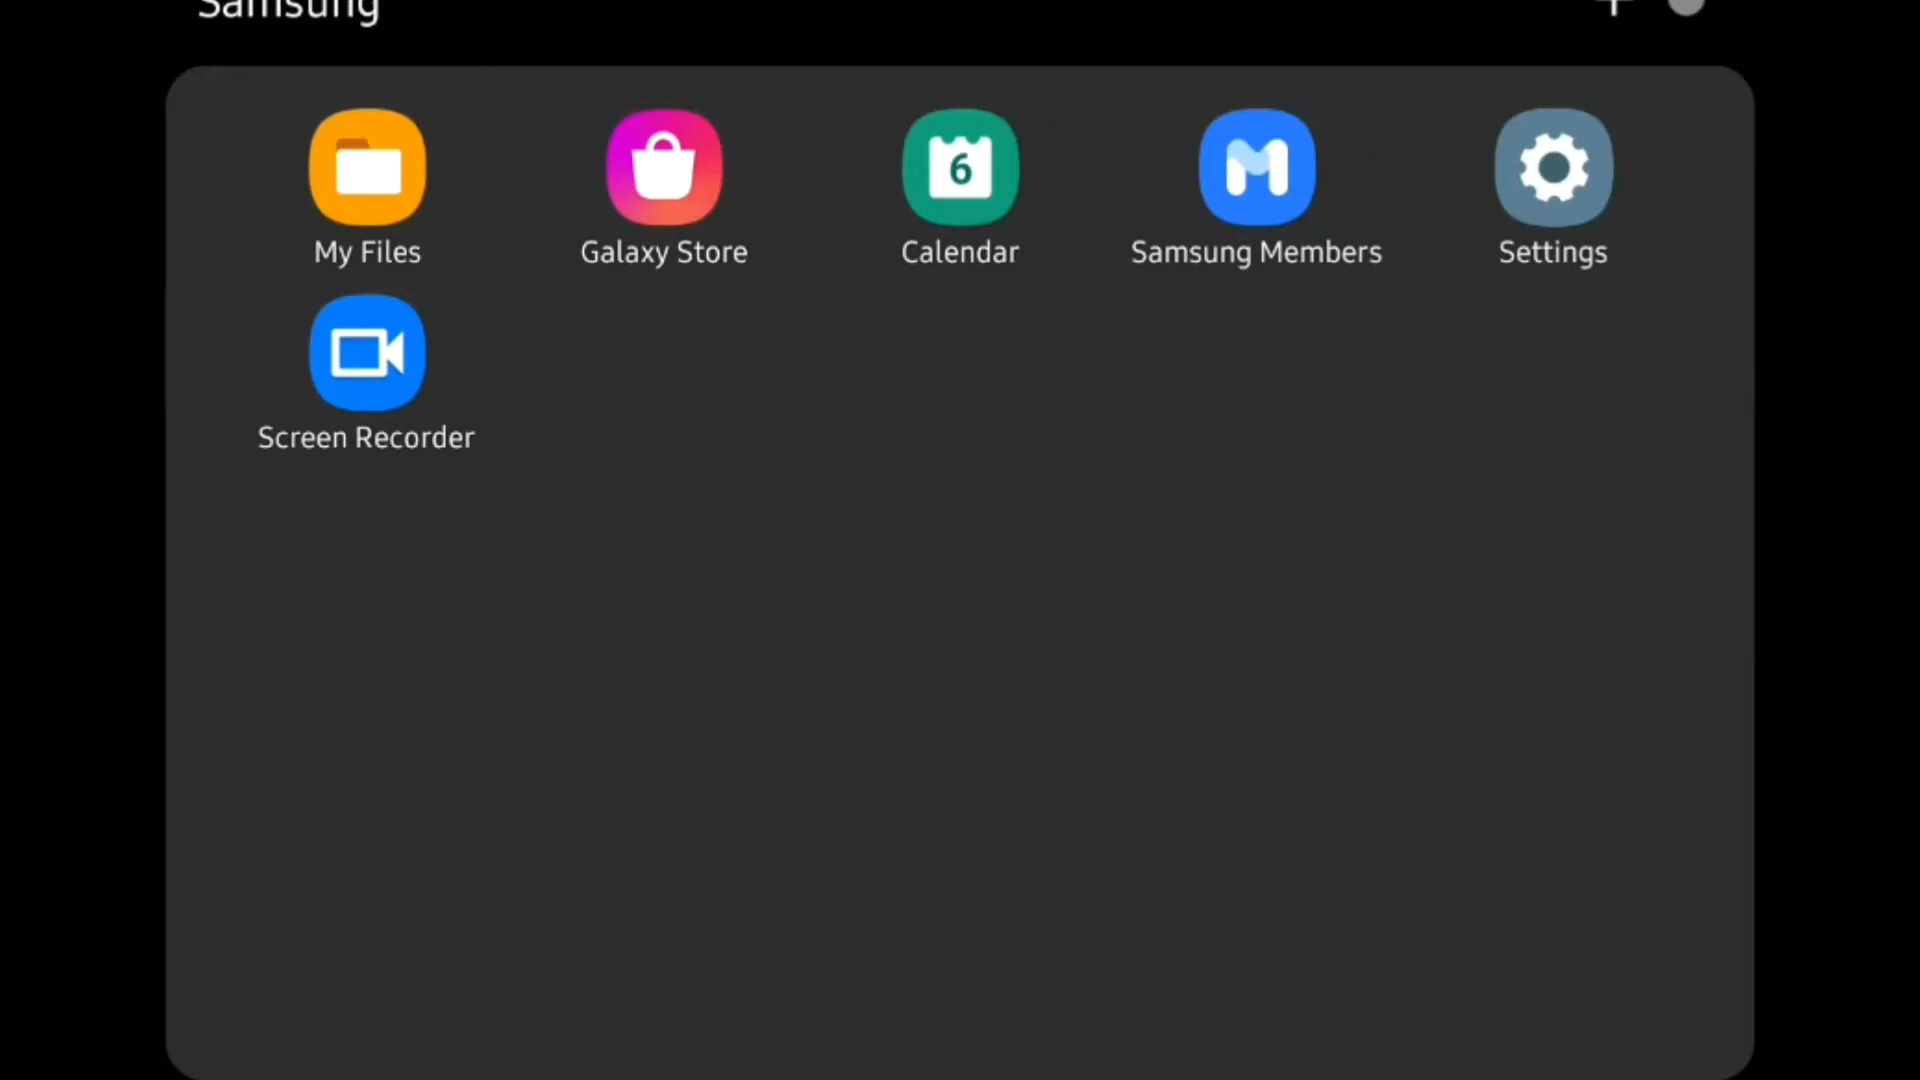 Samsung
My Files
Galaxy Store
6
Calendar
Samsung Members
Settings
Screen Recorder